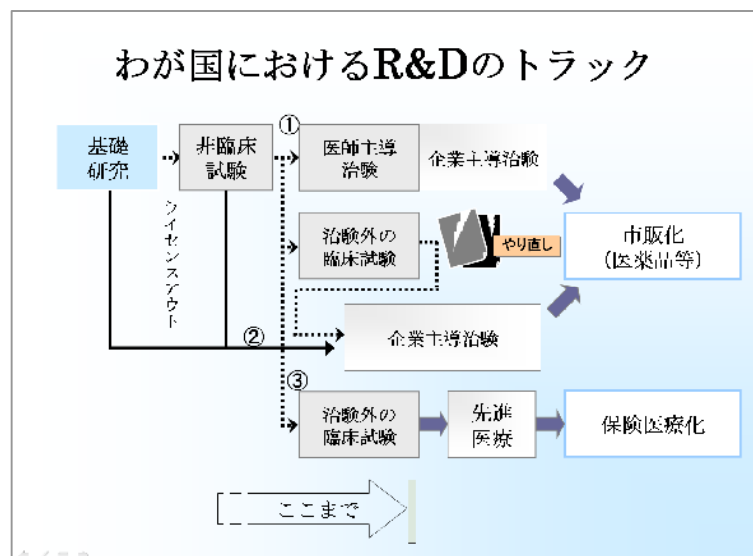 わが国におけるR&Dのトラック
①
基礎
研究
非臨床
試験
医師主導
治験
企業主導治験
ライセンスアウト
治験外の
臨床試験
やり直し
市販化
(医薬品等)
②
企業主導治験
③
治験外の
臨床試験
先進
医療
保険医療化
ここまで